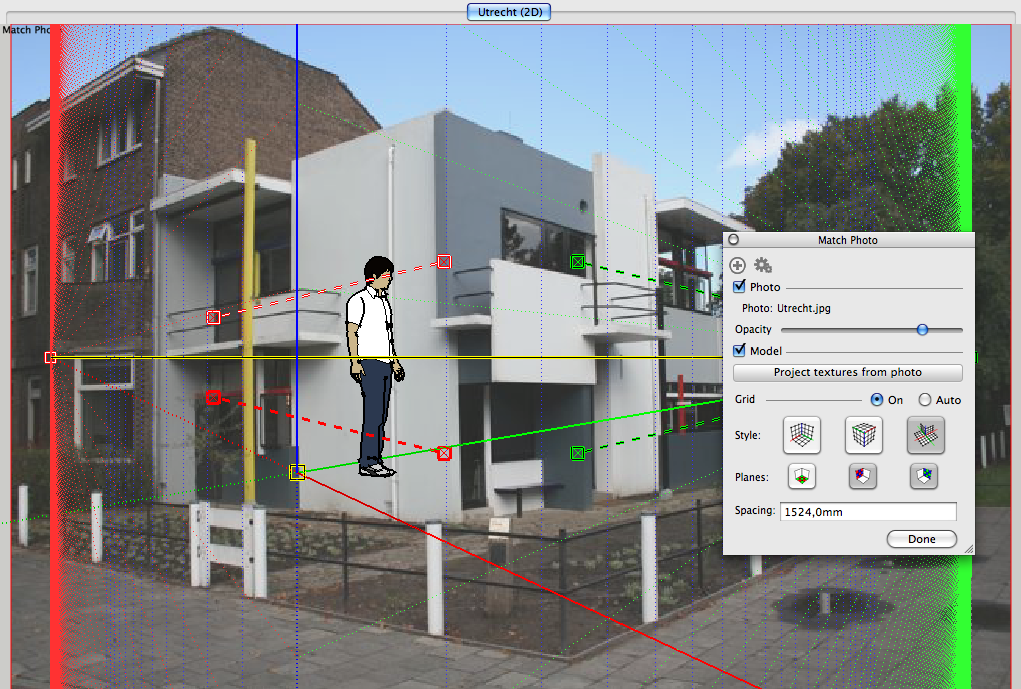 Utrecht (2D)
Match Pho
Match Photo
Photo
Photo: Utrecht.jpg
Opacity
Model
Project textures from photo
Grid
On
Auto
Style:
Planes:
Spacing:
1524,0mm
Done